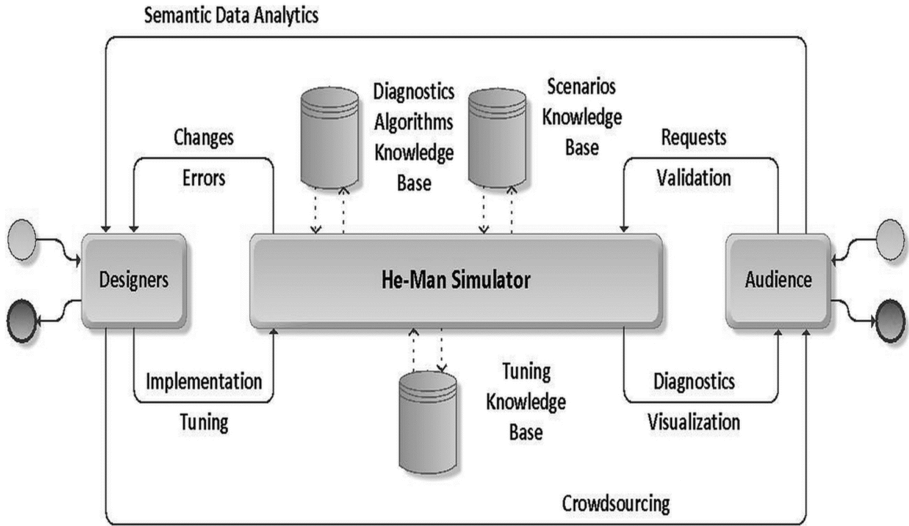 Semantic Data Analytics
Diagnostics
Algorithms
Knowledge
Base
Scenarios
Knowledge
Base
Changes
Errors
Requests
Validation
Designers
He-Man Simulator
Audience
Implementation
Tuning
Tuning
Knowledge
Base
Diagnostics
Visualization
Crowdsourcing